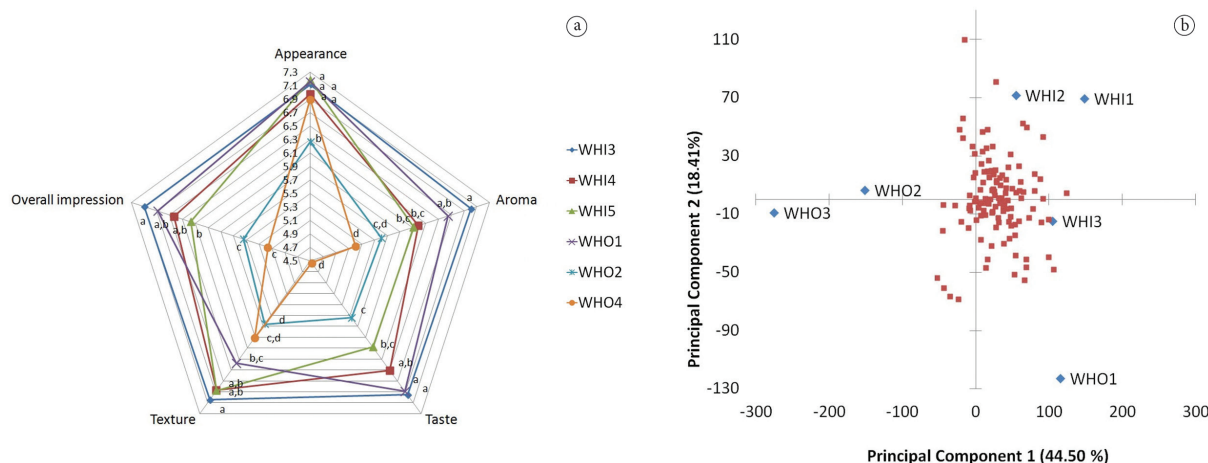 a
Appearance
7.3
7.1
6.9
6.7
6.5
6.3
6.1
5.9
5.7
5.5
5.3
5.1
4.9
4.7
4.5
a
a a
a
a
b
Overall impression
Aroma
a
a,b
a,b
b
c
c
a
a,b
b,c b,c
c,d
d
d
d
c
c,d
b,c
b,c
a,b
a
a,b
a,b
a
Texture
Taste
WHI3
WHI4
WHI5
WHO1
WHO2
WHO4
b
Principal Component 2 (18.41%)
110
70
30
-10
-50
-90
-130
WHI2
WHI1
WHO2
WHO3
WHI3
WHO1
-300
-200
-100
0
100
200
300
Principal Component 1 (44.50 %)